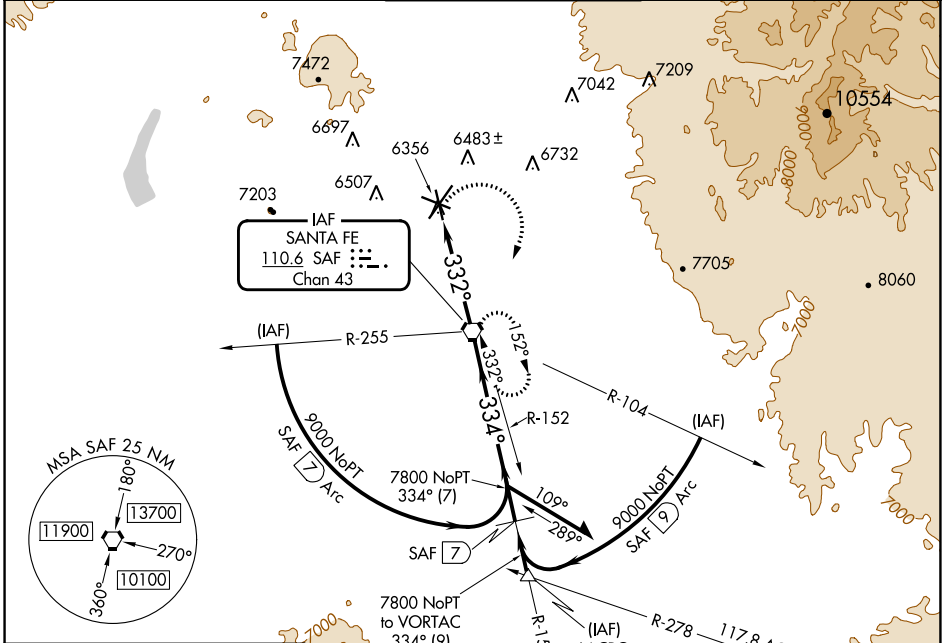 7472
7042
7209
10554
6697
6356
6483±
6732
9000
8000
6507
7203
IAF
SANTA FE
110.6 SAF
Chan 43
332°
7705
8060
7000
(IAF)
R-255
332°
152°
R-104
(IAF)
334°
R-152
9000 NoPT
SAF 7 Arc
7800 NoPT
334° (7)
109°
289°
9000 NoPT
SAF 9 Arc
7000
MSA SAF 25 NM
180°
13700
11900
270°
10100
360°
SAF 7
7800 NoPT
to VORTAC
334° (9)
(IAF)
R-278
117.8
7000